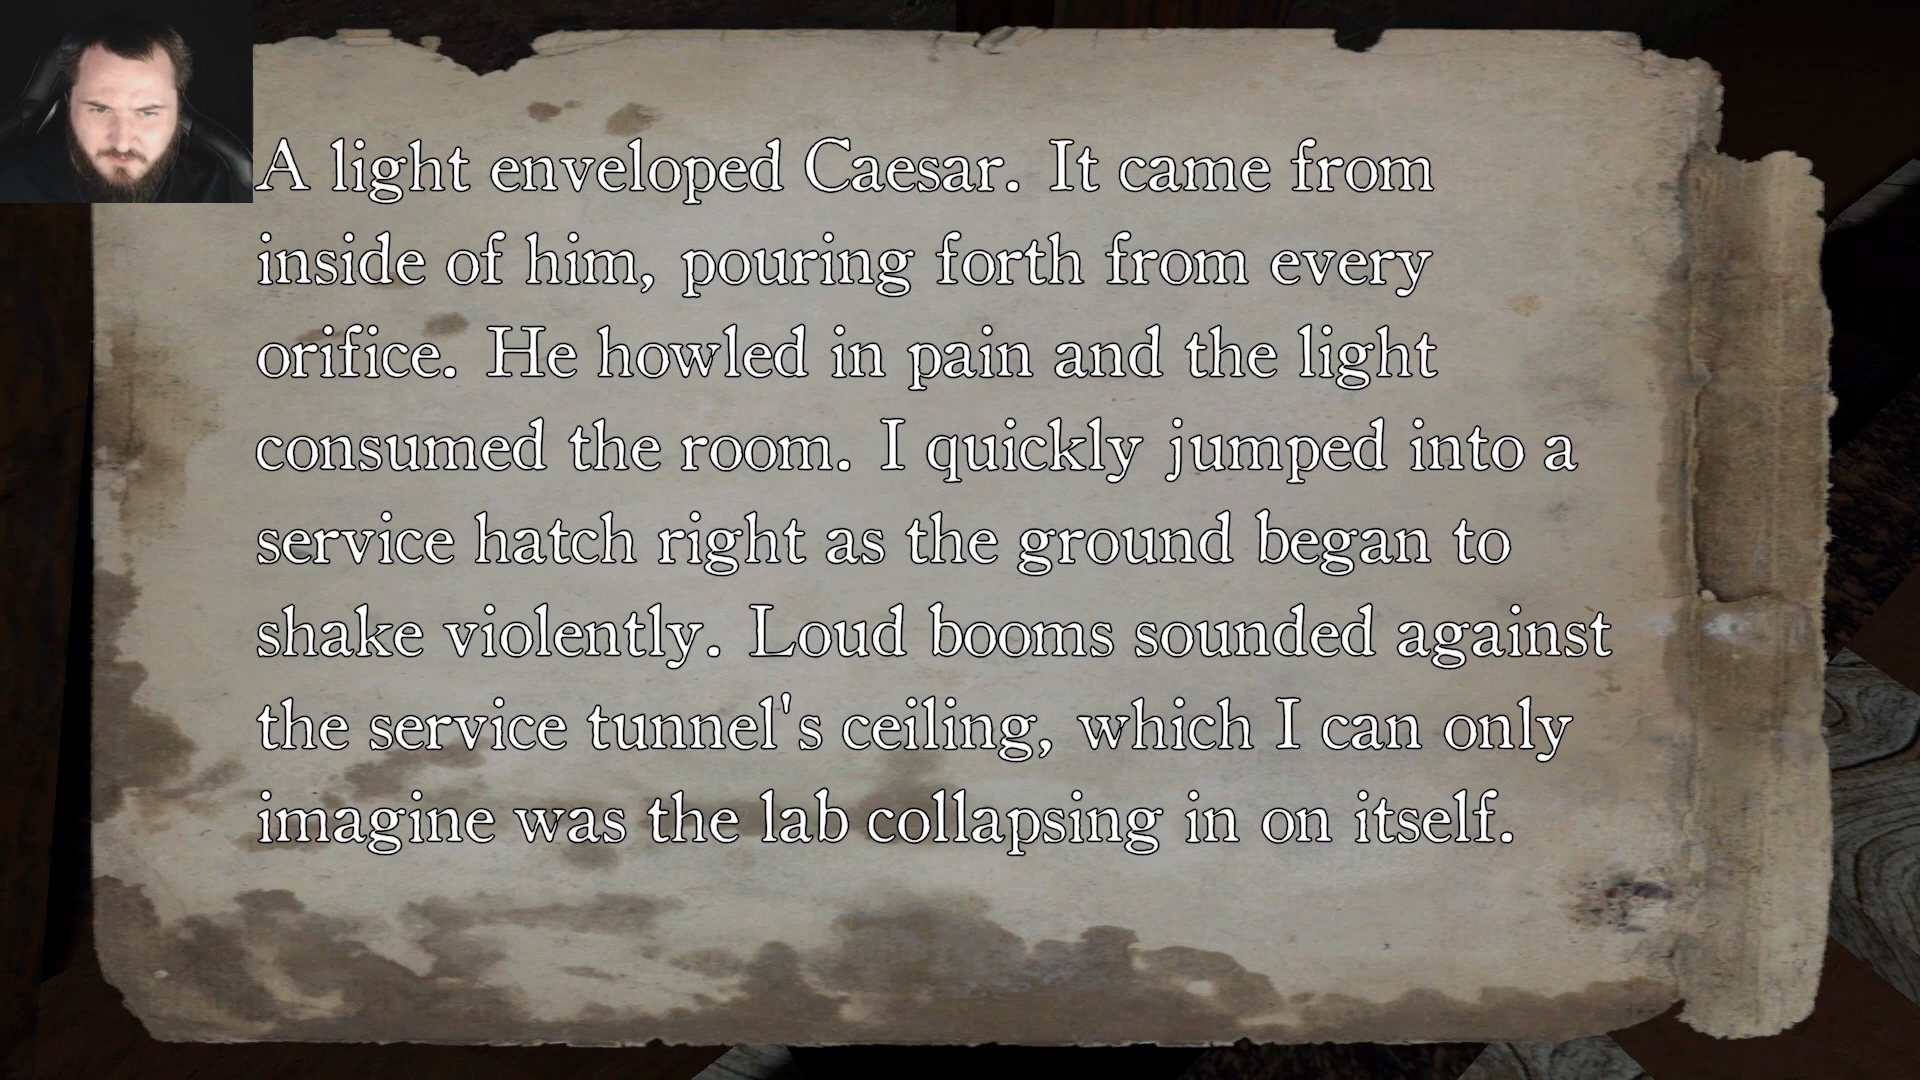 A light enveloped Caesar. It came from
inside of him, pouring forth from every
orifice. He howled in pain and the light
consumed the room. I quickly jumped into a
service hatch right as the ground began to
shake violently. Loud booms sounded against
the service tunnel's ceiling, which I can only
imagine was the lab collapsing in on itself.